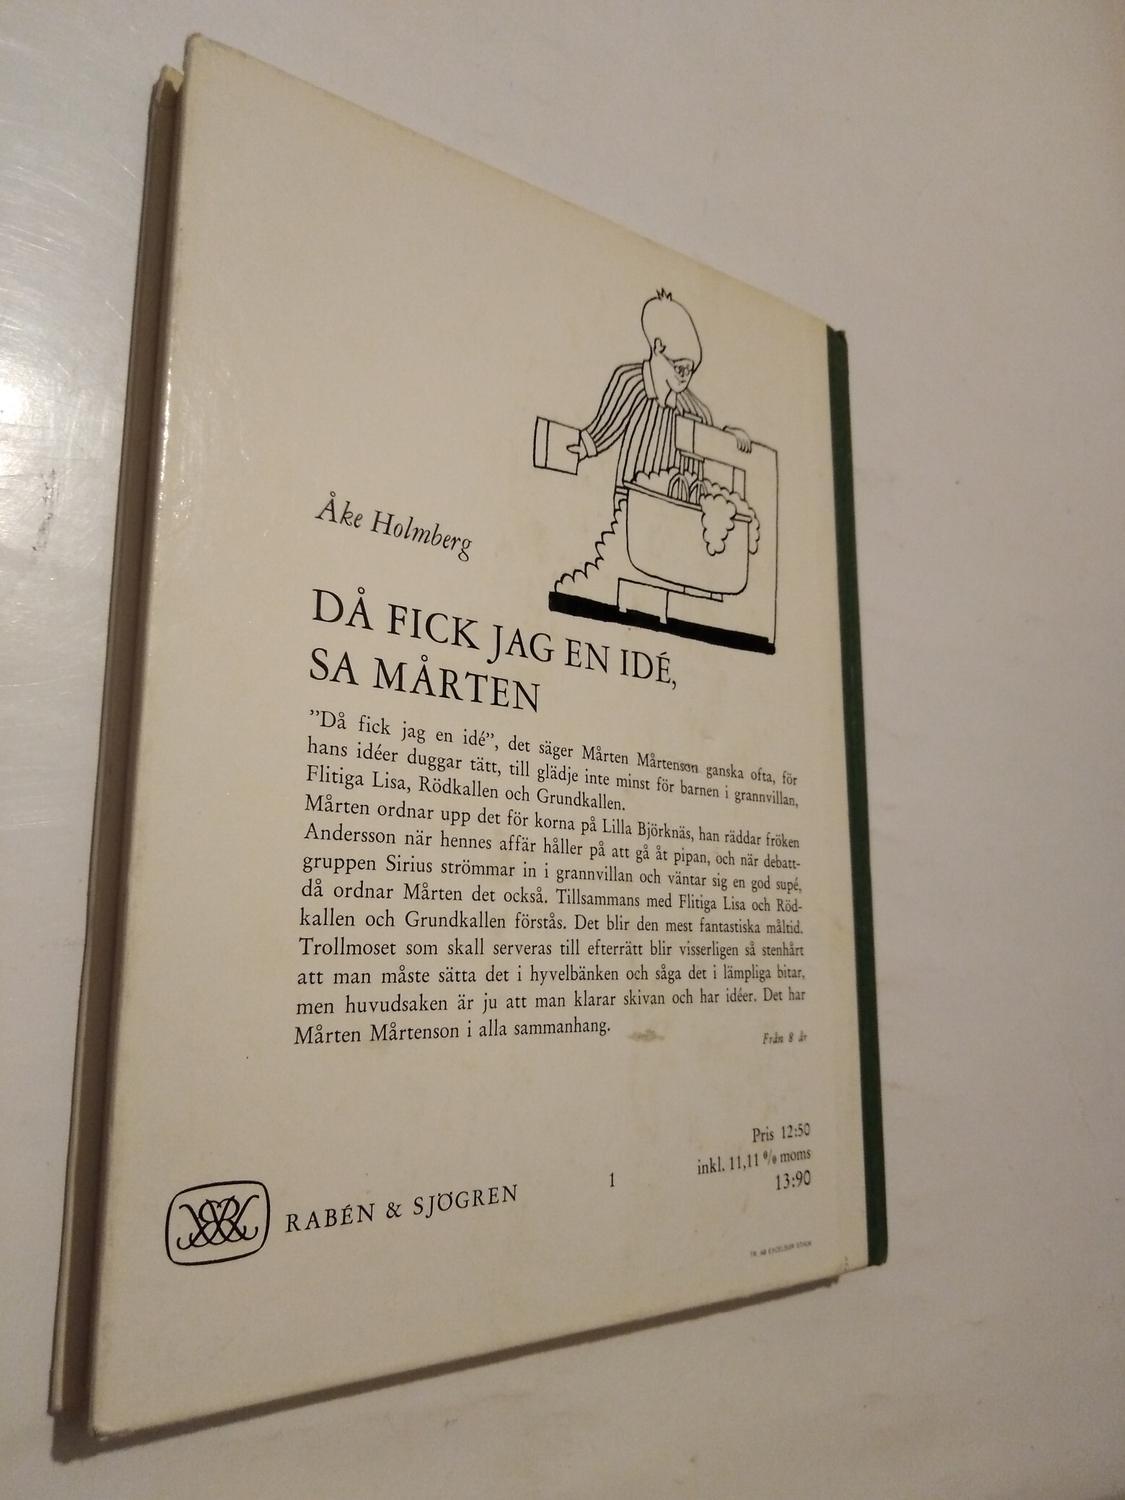 Åke Holmberg
DÅ FICK JAG EN IDÉ,
SA MÅRTEN
”Då fick jag en idé”, det säger Mårten Mårtenson ganska ofta, för
hans idéer duggar tätt, till glädje inte minst för barnen i grannvillan,
Flitiga Lisa, Rödkallen och Grundkallen.
Mårten ordnar upp det för korna på Lilla Björknäs, han räddar fröken
Andersson när hennes affär håller på att gå åt pipan, och när debatt-
gruppen Sirius strömmar in i grannvillan och väntar sig en god supé,
då ordnar Mårten det också. Tillsammans med Flitiga Lisa och Röd-
kallen och Grundkallen förstås. Det blir den mest fantastiska måltid.
Trollmoset som skall serveras till efterrätt blir visserligen så stenhårt
att man måste sätta det i hyvelbänken och såga det i lämpliga bitar,
men huvudsaken är ju att man klarar skivan och har idéer. Det har
Mårten Mårtenson i alla sammanhang.
Från 8 år
Pris 12:50
inkl. 11,11 % moms
13:90
1
RABÉN & SJÖGREN
TR. AB EXCELSIOR STHLM